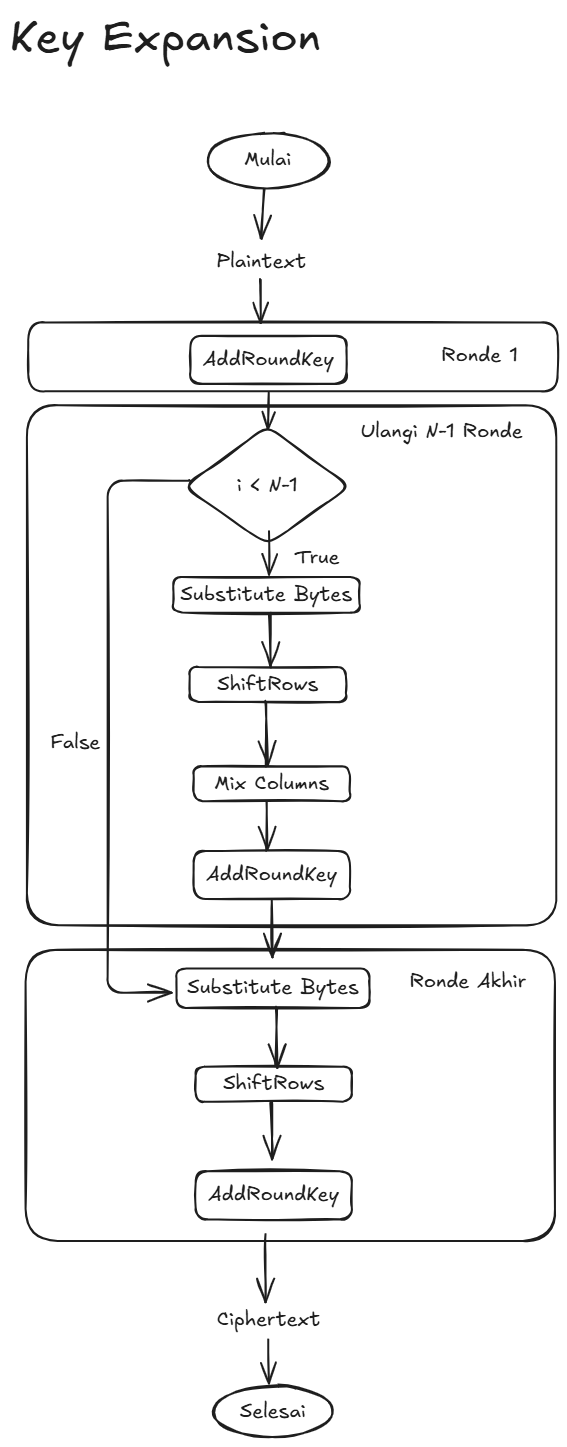 Key Expansion
Mulai
Plaintext
AddRoundKey
Ronde 1
Ulangi N-1 Ronde
i < N-1
True
Substitute Bytes
ShiftRows
False
Mix Columns
AddRoundKey
Ronde Akhir
Substitute Bytes
ShiftRows
AddRoundKey
Ciphertext
Selesai